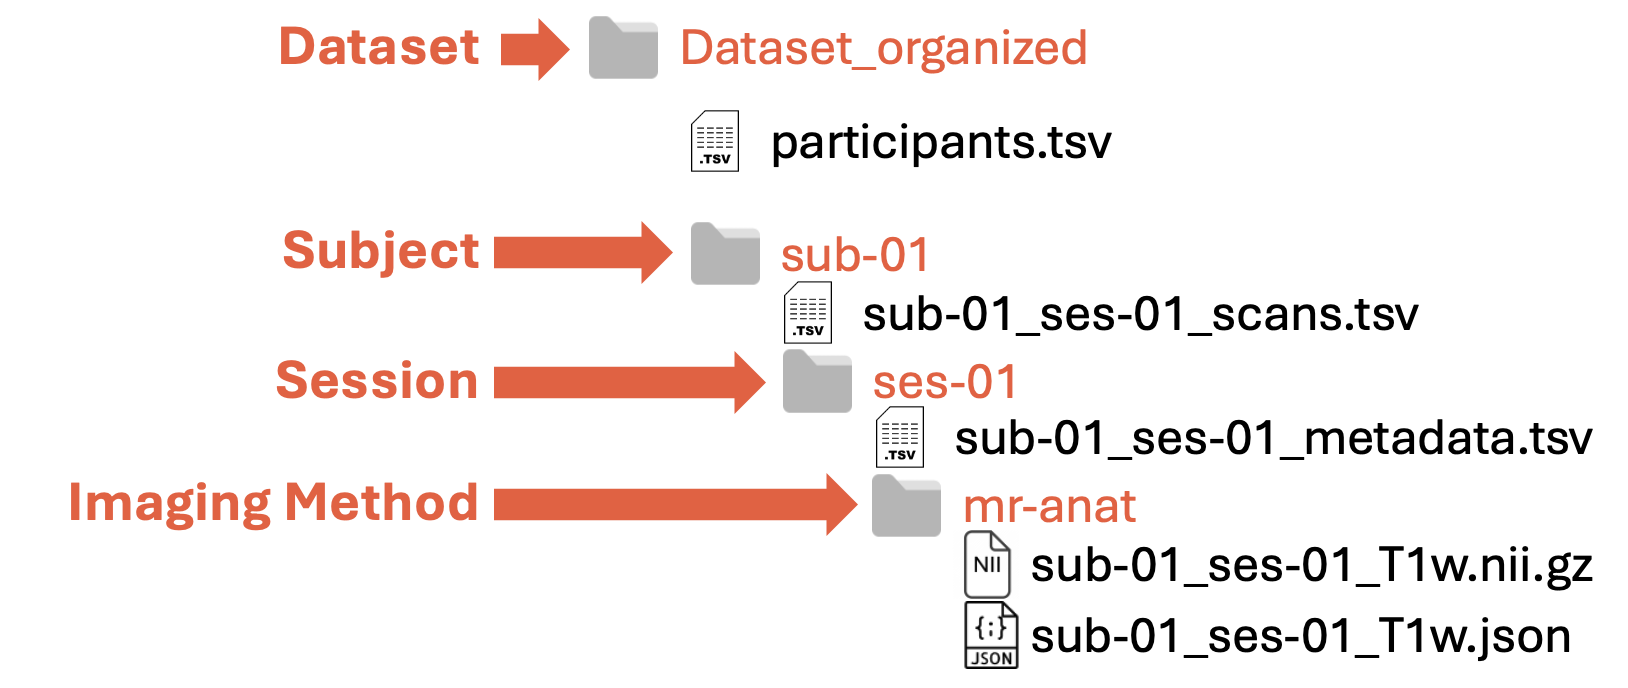 Dataset Dataset_organized
.TSV participants.tsv
Subject sub-01
.TSV sub-01_ses-01_scans.tsv
Session ses-01
.TSV sub-01_ses-01_metadata.tsv
Imaging Method mr-anat
NII sub-01_ses-01_T1w.nii.gz
{;} JSON sub-01_ses-01_T1w.json